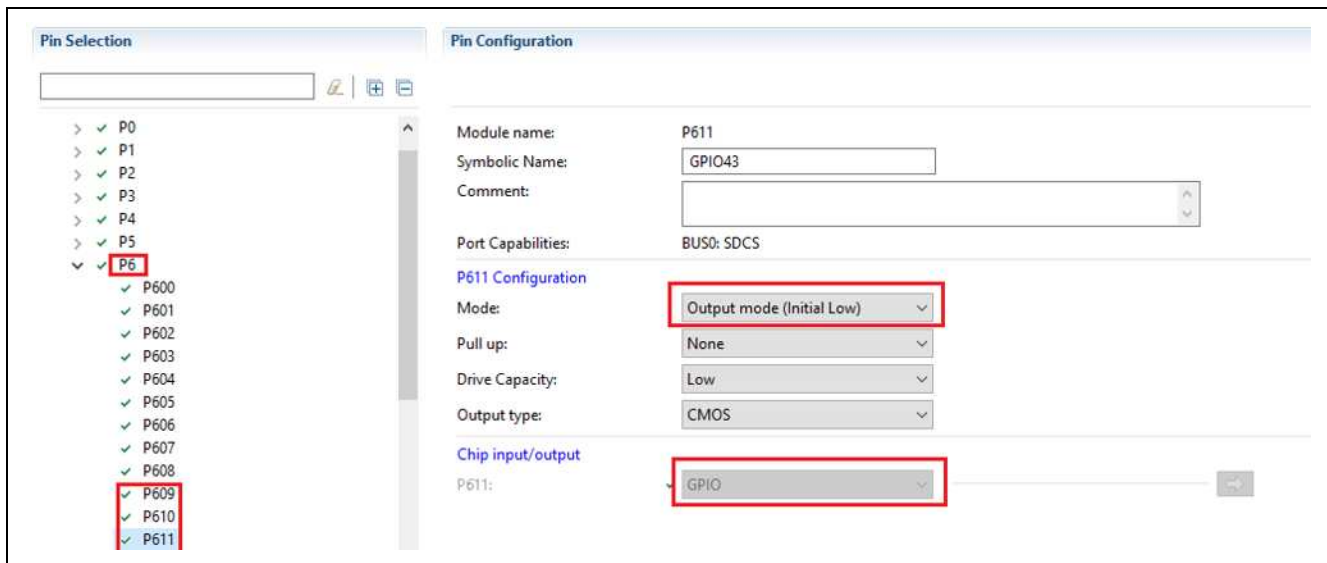 Pin Selection
P0
P1
P2
P3
P4
P5
P6
P600
P601
P602
P603
P604
P605
P606
P607
P608
P609
P610
P611
Pin Configuration
Module name: P611
Symbolic Name: GPIO43
Comment:
Port Capabilities: BUS0: SDCS
P611 Configuration
Mode: Output mode (Initial Low)
Pull up: None
Drive Capacity: Low
Output type: CMOS
Chip input/output
P611: GPIO